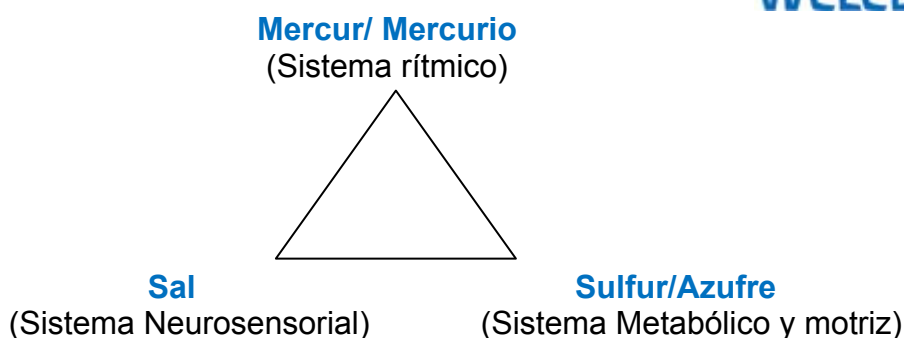 Mercur/ Mercurio
(Sistema rítmico)
Sal
(Sistema Neurosensorial)
Sulfur/Azufre
(Sistema Metabólico y motriz)